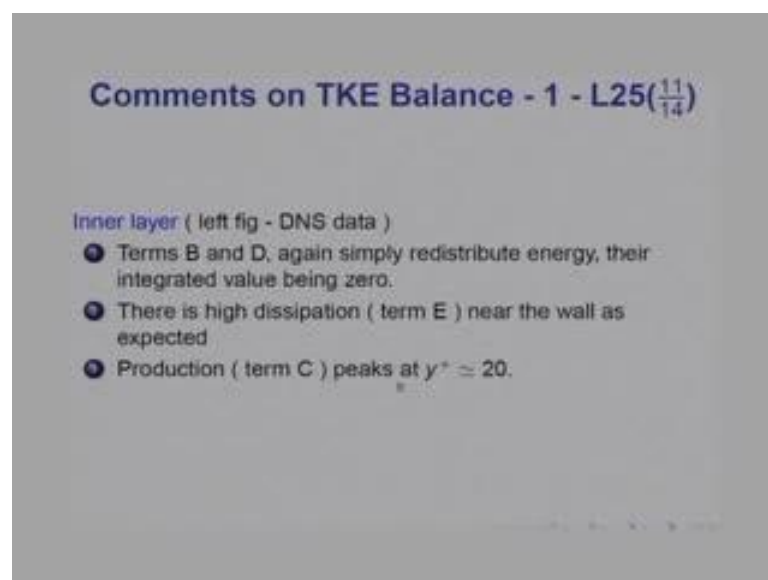 Comments on TKE Balance - 1 - L25(11/14)
Inner layer ( left fig - DNS data )
Terms B and D, again simply redistribute energy, their
integrated value being zero.
There is high dissipation ( term E ) near the wall as
expected
Production ( term C ) peaks at y⁺ ≃ 20.